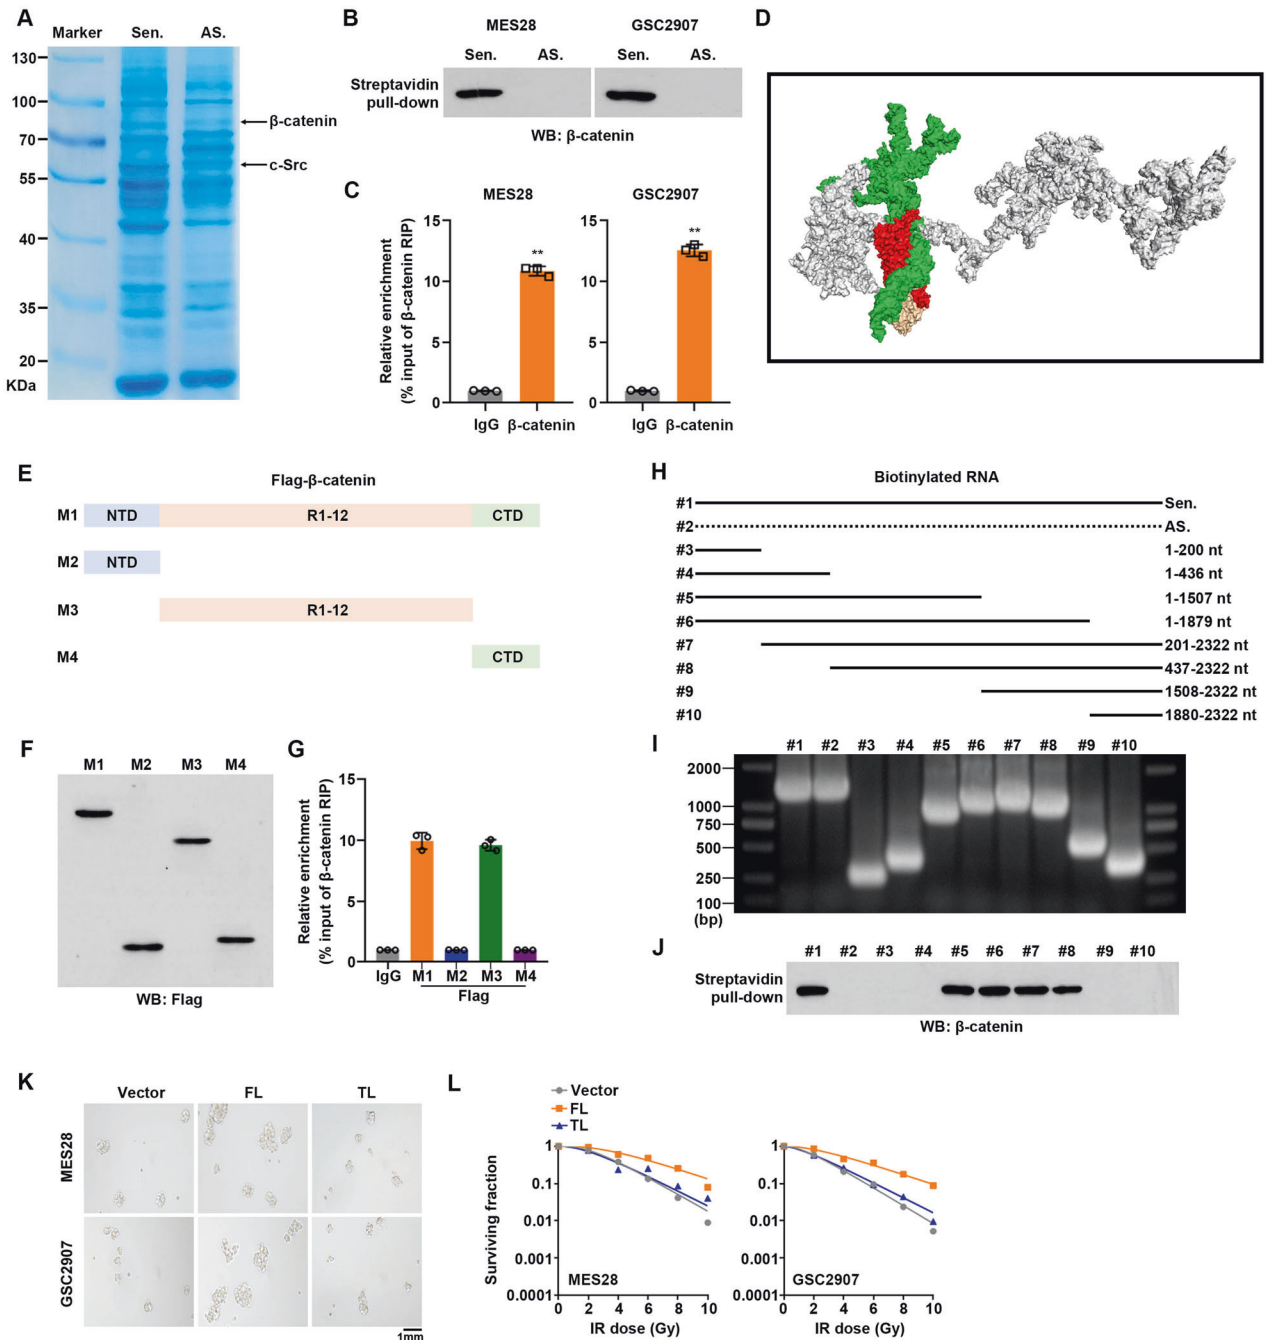 A
Marker Sen. AS.
130
100
70
55
40
35
20
KDa
β-catenin
c-Src
B
MES28 GSC2907
Sen. AS. Sen. AS.
Streptavidin
pull-down
WB: β-catenin
C
MES28 GSC2907
Relative enrichment
(% input of β-catenin RIP)
15
10
5
0
**
IgG β-catenin
15
10
5
0
**
IgG β-catenin
D
E
Flag-β-catenin
M1 NTD R1-12 CTD
M2 NTD
M3 R1-12
M4 CTD
F
M1 M2 M3 M4
WB: Flag
G
Relative enrichment
(% input of β-catenin RIP)
15
10
5
0
IgG M1 M2 M3 M4
Flag
H
Biotinylated RNA
#1 Sen.
#2 AS.
#3 1-200 nt
#4 1-436 nt
#5 1-1507 nt
#6 1-1879 nt
#7 201-2322 nt
#8 437-2322 nt
#9 1508-2322 nt
#10 1880-2322 nt
I
#1 #2 #3 #4 #5 #6 #7 #8 #9 #10
2000
1000
750
500
250
100
(bp)
J
#1 #2 #3 #4 #5 #6 #7 #8 #9 #10
Streptavidin
pull-down
WB: β-catenin
K
Vector FL TL
MES28
GSC2907
1mm
L
Vector
FL
TL
Surviving fraction
1
0.1
0.01
0.001
0.0001
MES28
0 2 4 6 8 10
IR dose (Gy)
1
0.1
0.01
0.001
0.0001
GSC2907
0 2 4 6 8 10
IR dose (Gy)